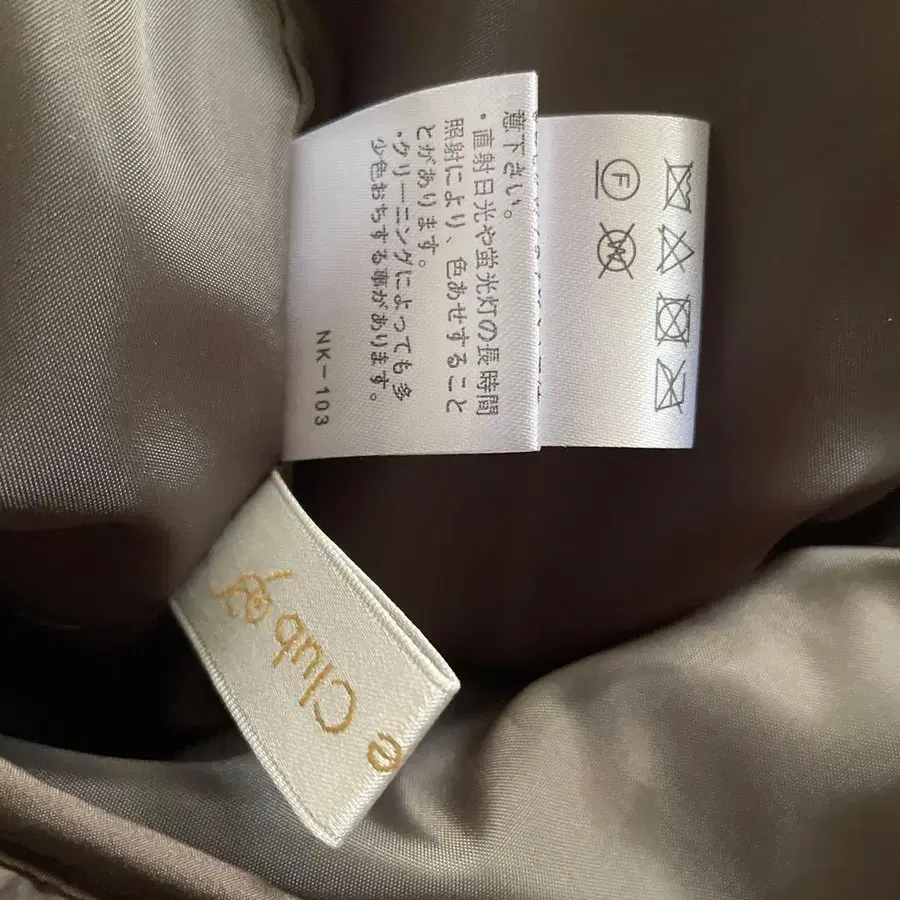 意下さい。
・直射日光や蛍光灯の長時間
照射により、色あせすること
とがあります。
・クリーニングによっても多
少色おちする事があります。
NK-103
F
W
e Club